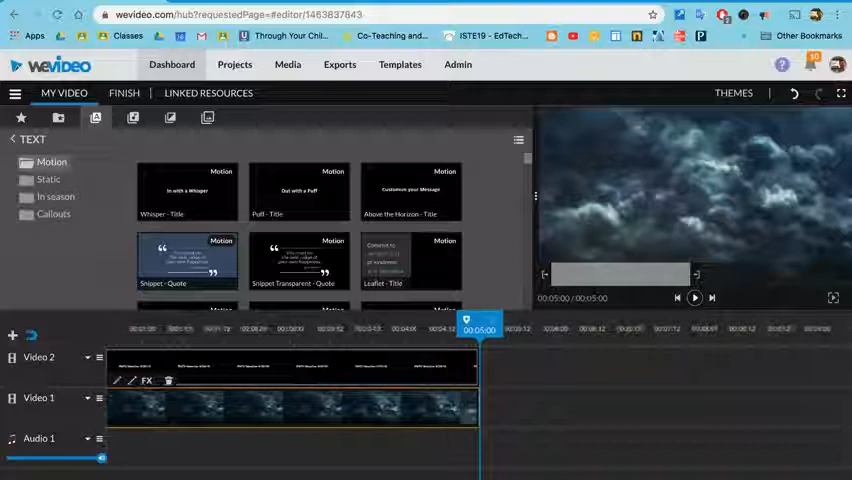 wevideo.com/hub?requestedPage=#editor/1463837843
Apps
Classes
Through Your Chil...
Co-Teaching and...
ISTE19 - EdTech...
Other Bookmarks
WEVIDEO
Dashboard
Projects
Media
Exports
Templates
Admin
?
10
MY VIDEO
FINISH
LINKED RESOURCES
THEMES
TEXT
Motion
Static
In season
Callouts
Motion
In with a Whisper
Whisper - Title
Motion
Out with a Puff
Puff - Title
Motion
Customize your Message
Above the Horizon - Title
Motion
Snippet - Quote
Motion
Snippet Transparent - Quote
Motion
Leaflet - Title
00:05:00 / 00:05:00
00:05:00
Video 2
FX
Video 1
Audio 1